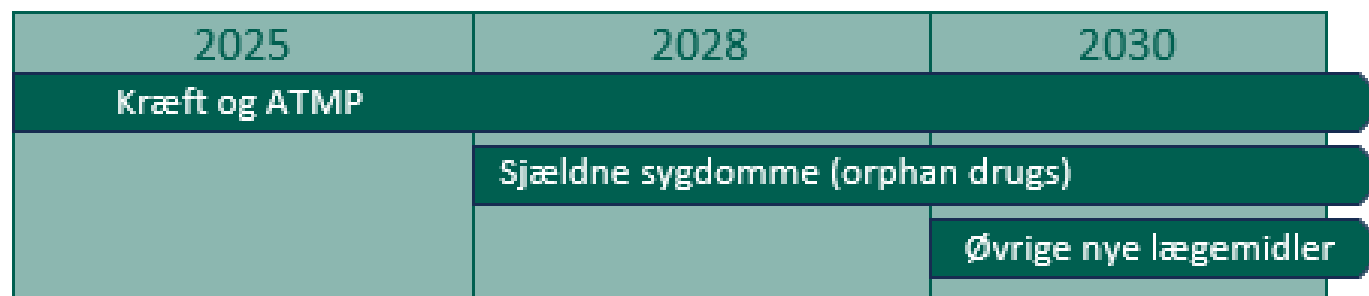 2025 2028 2030
Kræft og ATMP
Sjældne sygdomme (orphan drugs)
Øvrige nye lægemidler